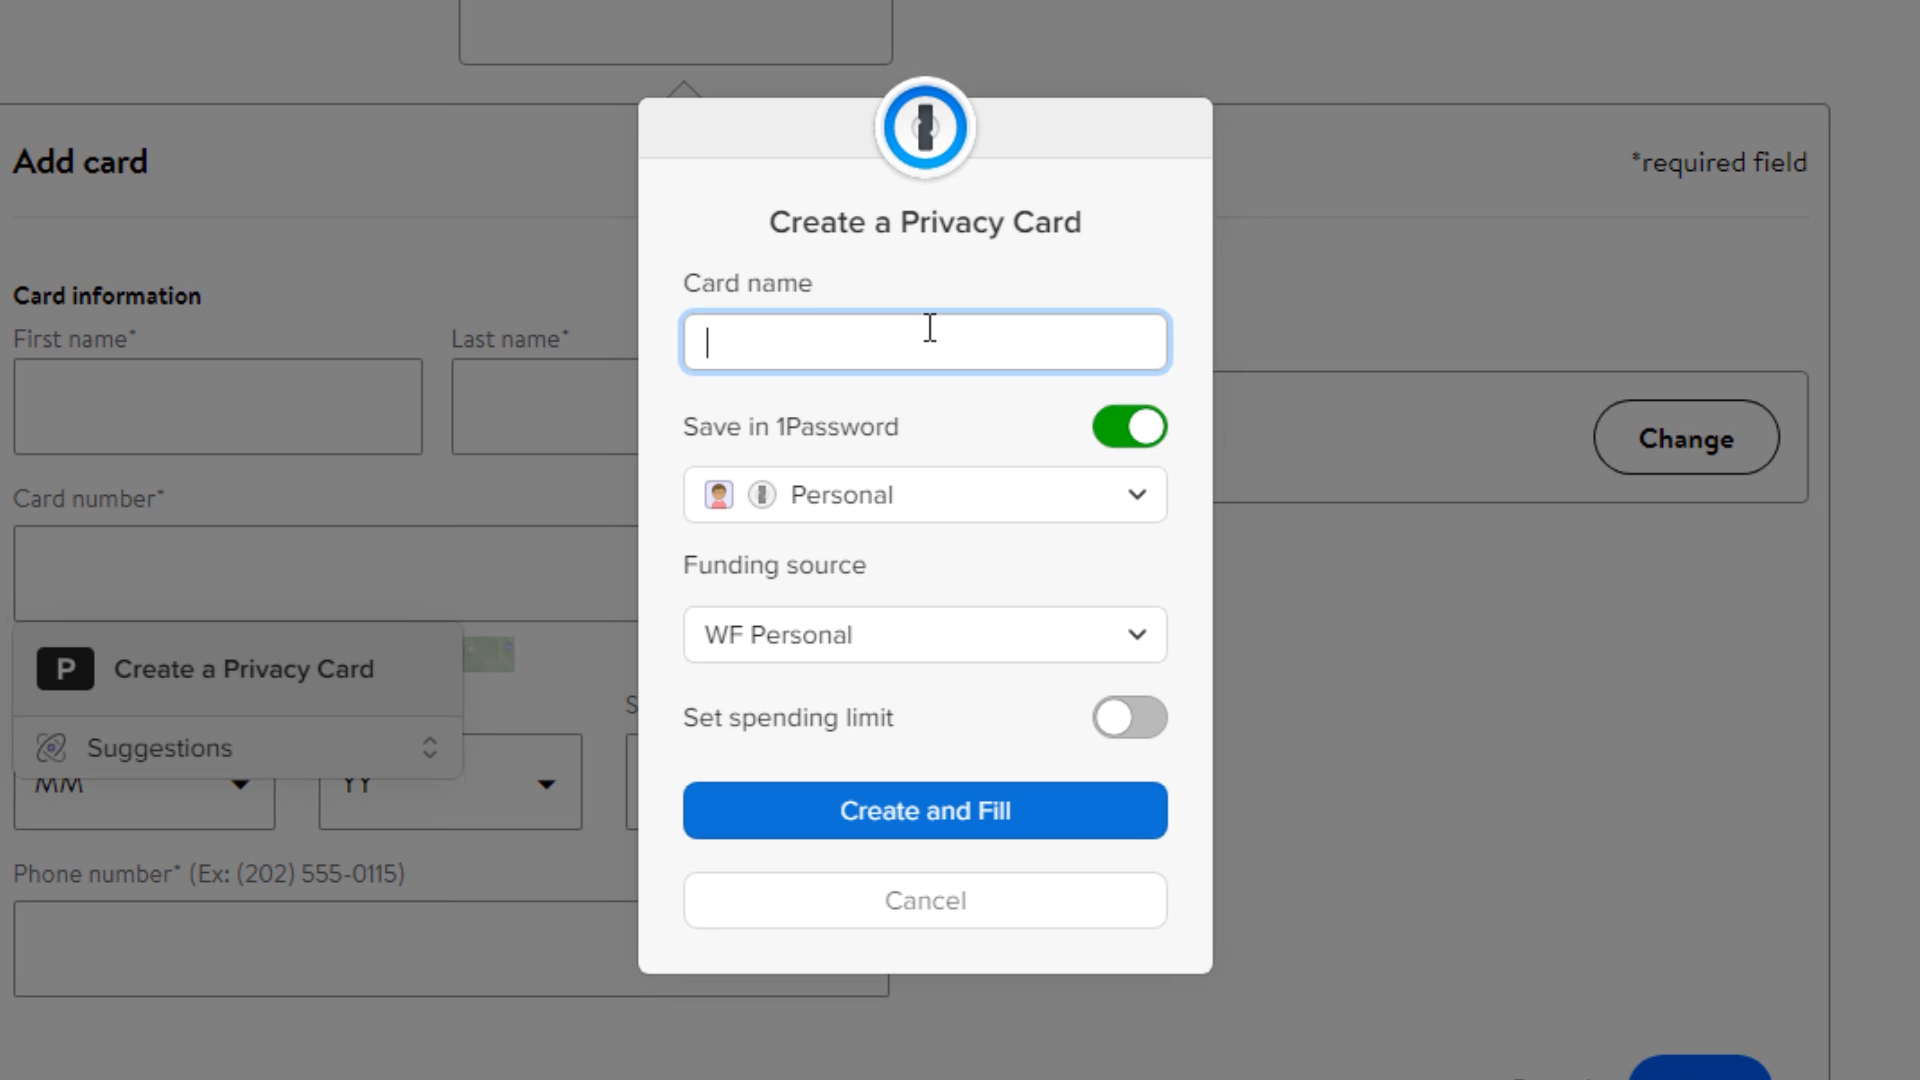 Add card
*required field
Create a Privacy Card
Card name
Card information
First name*
Last name*
Save in 1Password
Change
Card number*
Personal
Funding source
WF Personal
P Create a Privacy Card
S
Set spending limit
Suggestions
MM
YY
Create and Fill
Phone number* (Ex: (202) 555-0115)
Cancel